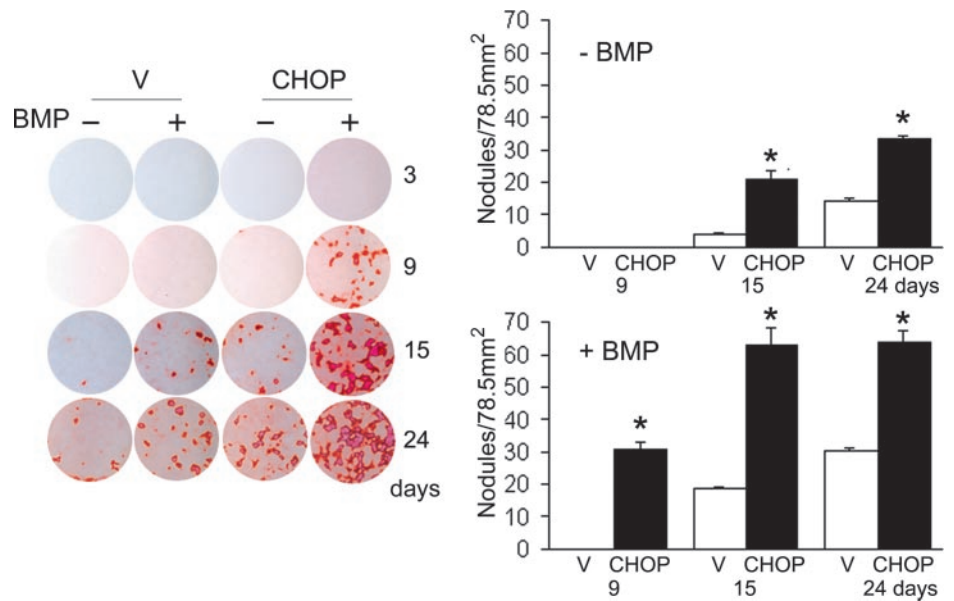 V CHOP
BMP – + – +
3
9
15
24
days
Nodules/78.5mm²
70
60
50
40
30
20
10
0
- BMP
*
*
V CHOP V CHOP V CHOP
9 15 24 days
Nodules/78.5mm²
70
60
50
40
30
20
10
0
+ BMP
*
*
*
V CHOP V CHOP V CHOP
9 15 24 days